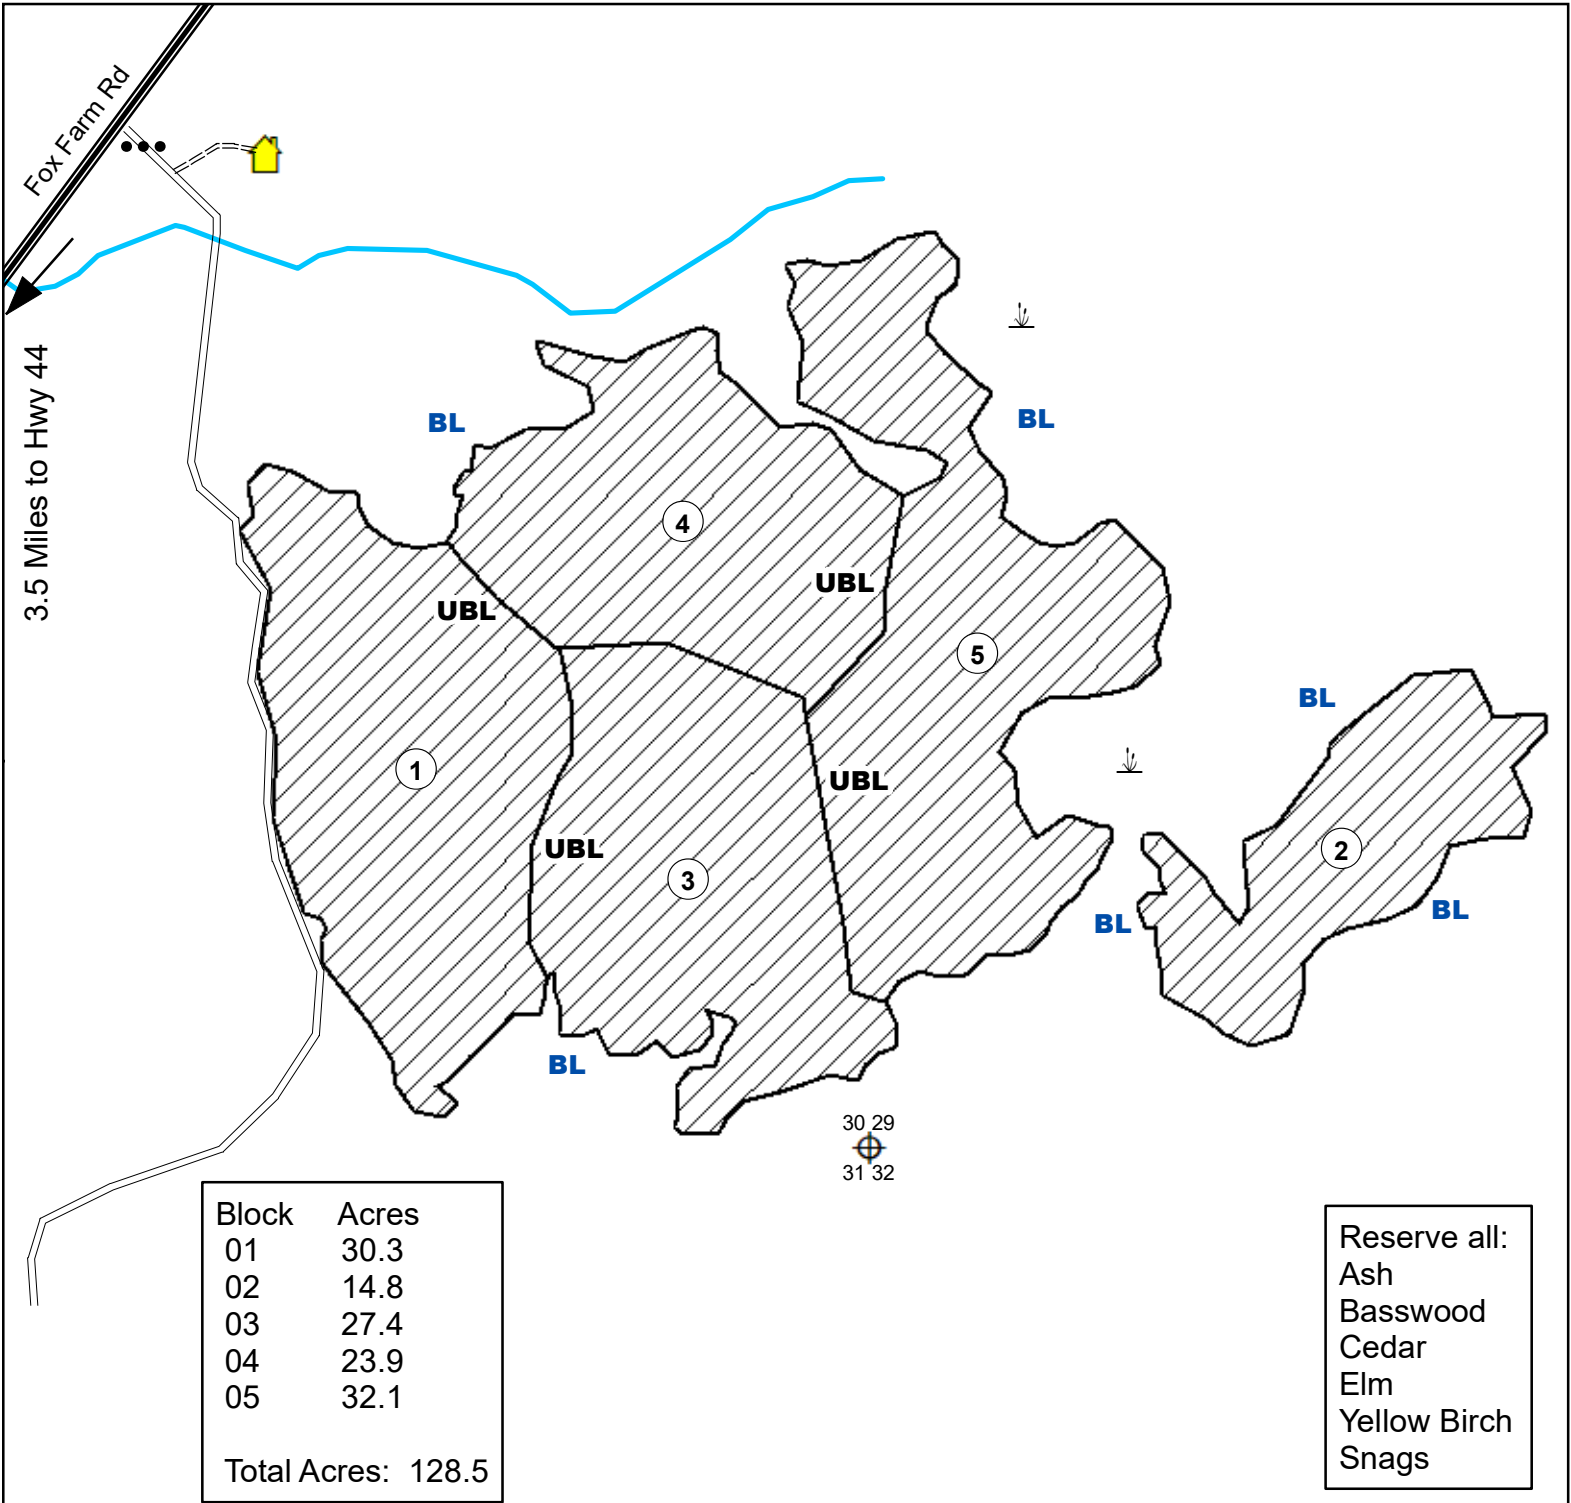 Fox Farm Rd
3.5 Miles to Hwy 44
BL
BL
4
UBL
UBL
5
BL
1
UBL
2
UBL
3
BL
BL
BL
30 29
31 32
Block Acres
01 30.3
02 14.8
03 27.4
04 23.9
05 32.1
Total Acres: 128.5
Reserve all:
Ash
Basswood
Cedar
Elm
Yellow Birch
Snags